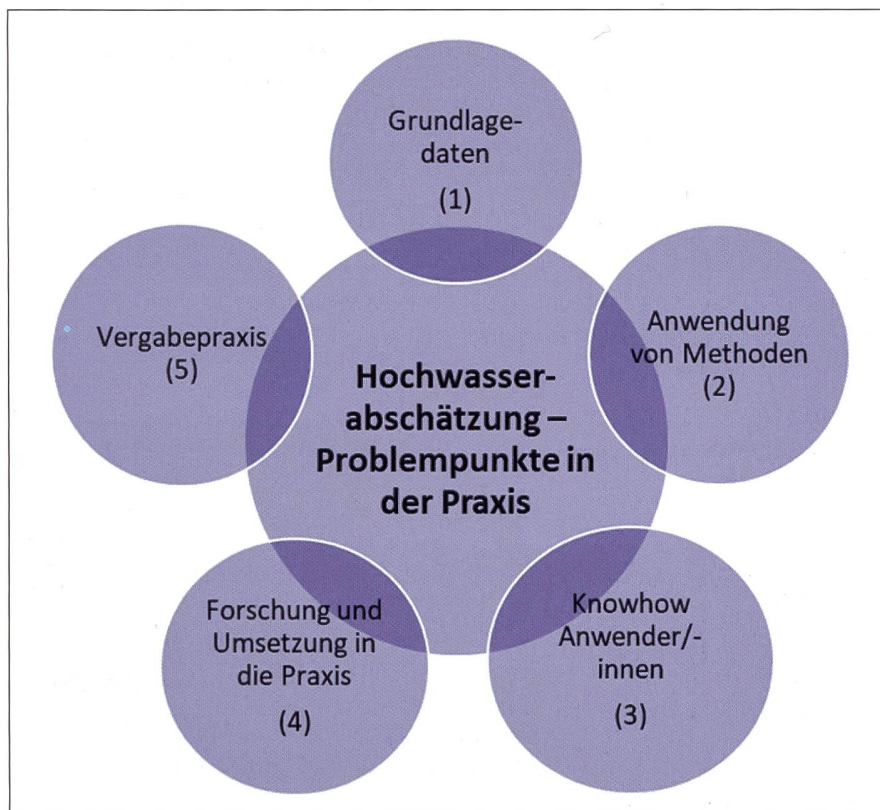 Grundlage-
daten
(1)
Anwendung
von Methoden
(2)
Knowhow
Anwender/-
innen
(3)
Forschung und
Umsetzung in
die Praxis
(4)
Vergabepraxis
(5)
Hochwasser-
abschätzung –
Problempunkte in
der Praxis